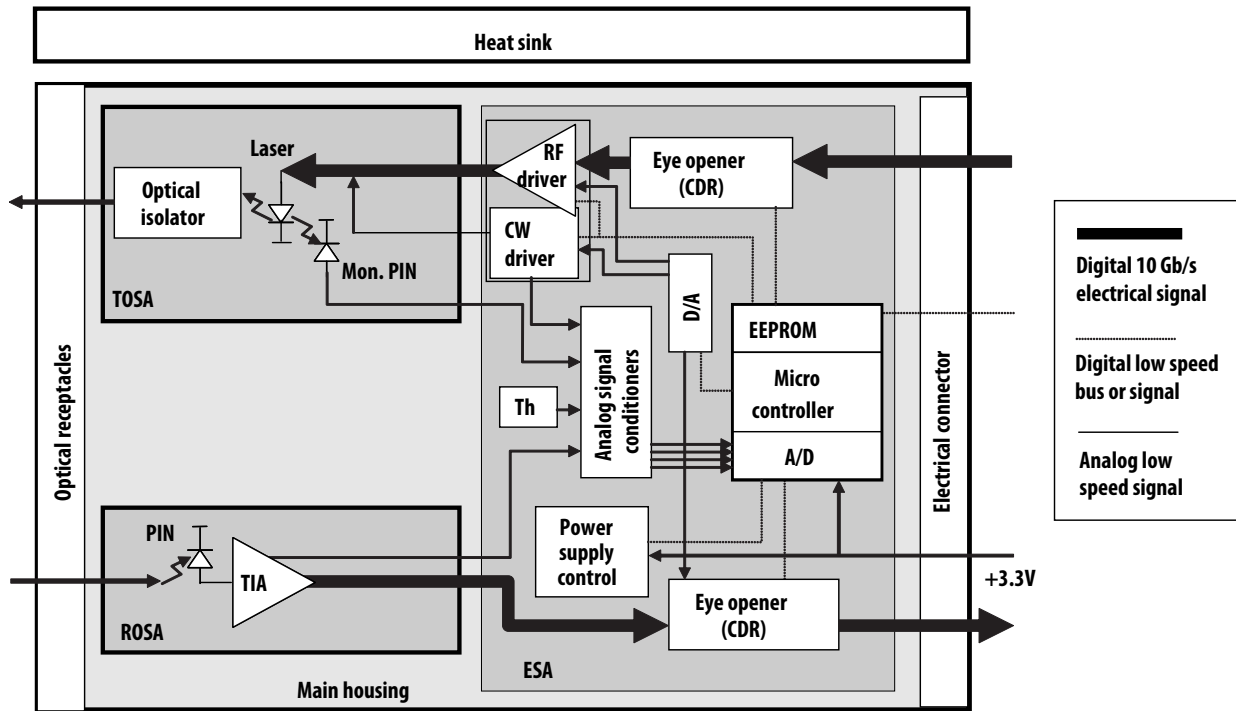 Heat sink
Laser
RF
driver
Eye opener
(CDR)
Optical
isolator
CW
driver
Mon. PIN
TOSA
D/A
EEPROM
Micro
controller
A/D
Th
Analog signal
conditioners
Optical receptacles
Electrical connector
PIN
TIA
ROSA
Power
supply
control
+3.3V
Eye opener
(CDR)
ESA
Main housing
Digital 10 Gb/s
electrical signal
Digital low speed
bus or signal
Analog low
speed signal